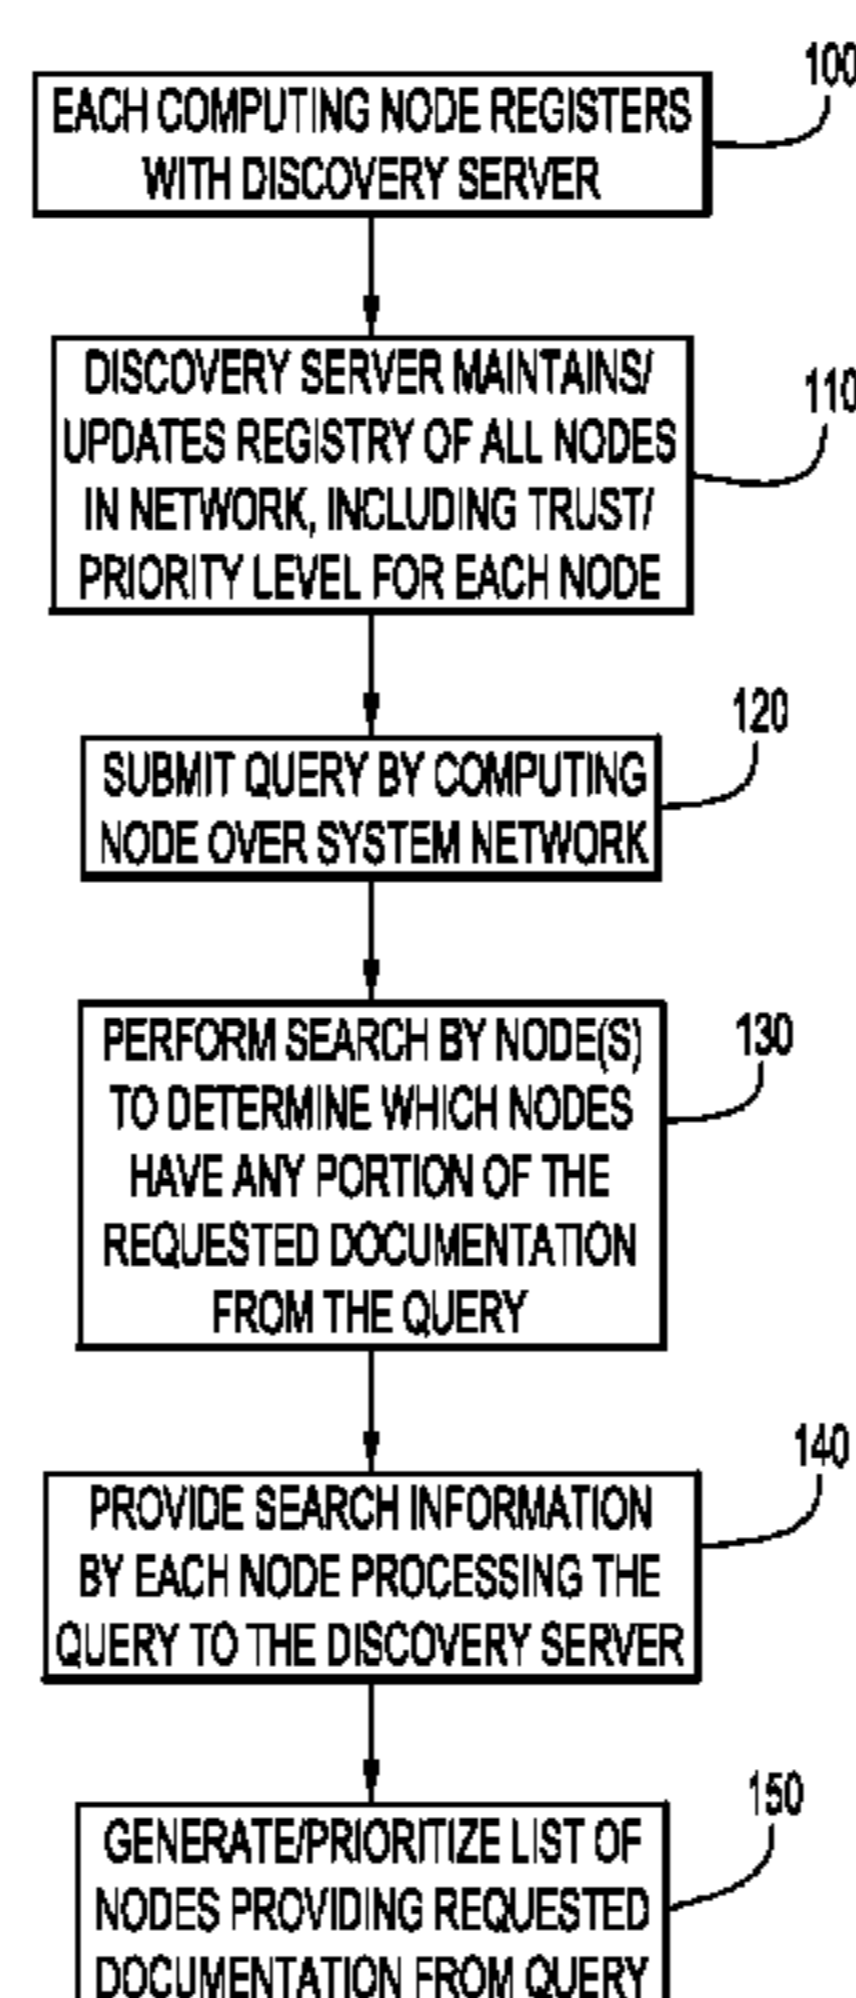 100
EACH COMPUTING NODE REGISTERS
WITH DISCOVERY SERVER
110
DISCOVERY SERVER MAINTAINS/
UPDATES REGISTRY OF ALL NODES
IN NETWORK, INCLUDING TRUST/
PRIORITY LEVEL FOR EACH NODE
120
SUBMIT QUERY BY COMPUTING
NODE OVER SYSTEM NETWORK
130
PERFORM SEARCH BY NODE(S)
TO DETERMINE WHICH NODES
HAVE ANY PORTION OF THE
REQUESTED DOCUMENTATION
FROM THE QUERY
140
PROVIDE SEARCH INFORMATION
BY EACH NODE PROCESSING THE
QUERY TO THE DISCOVERY SERVER
150
GENERATE/PRIORITIZE LIST OF
NODES PROVIDING REQUESTED
DOCUMENTATION FROM QUERY